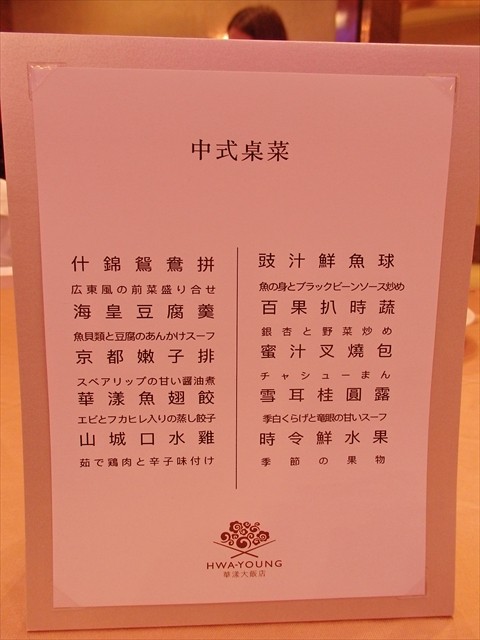 中式桌菜
什錦鴛鴦拼
広東風の前菜盛り合せ
海皇豆腐羹
魚貝類と豆腐のあんかけスープ
京都嫩子排
スペアリップの甘い醤油煮
華漾魚翅餃
エビとフカヒレ入りの蒸し餃子
山城口水雞
茹で鶏肉と辛子味付け
豉汁鮮魚球
魚の身とブラックビーンソース炒め
百果扒時蔬
銀杏と野菜炒め
蜜汁叉燒包
チャシューまん
雪耳桂圓露
季白くらげと竜眼の甘いスープ
時令鮮水果
季節の果物
HWA-YOUNG
華漾大飯店